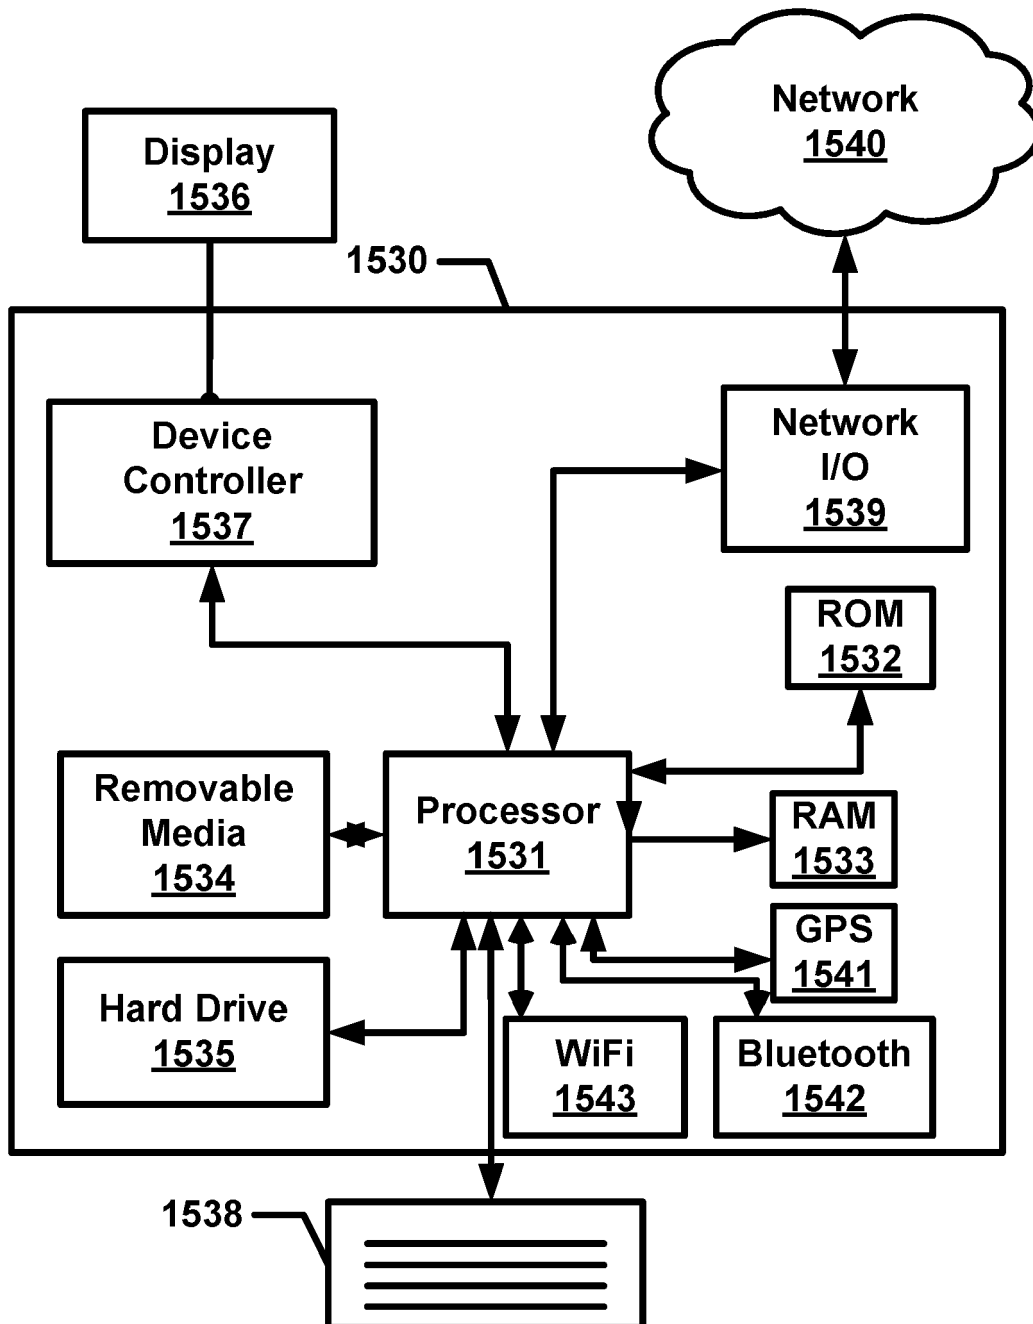 Network
1540
Display
1536
1530
Device
Controller
1537
Network
I/O
1539
ROM
1532
Removable
Media
1534
Processor
1531
RAM
1533
GPS
1541
Hard Drive
1535
WiFi
1543
Bluetooth
1542
1538